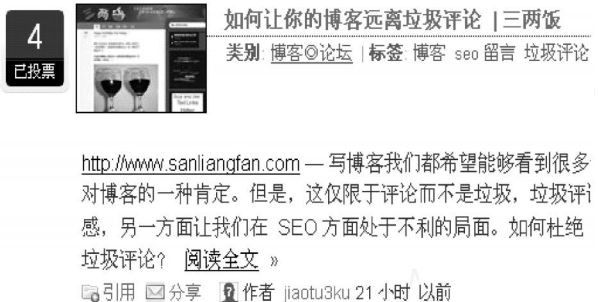 4
已投票
三两饭
如何让你的博客远离垃圾评论 | 三两饭
类别: 博客◎论坛 | 标签: 博客 seo 留言 垃圾评论
http://www.sanliangfan.com — 写博客我们都希望能够看到很多
对博客的一种肯定。但是，这仅限于评论而不是垃圾，垃圾评
感，另一方面让我们在 SEO 方面处于不利的局面。如何杜绝
垃圾评论？ 阅读全文 »
引用 分享 作者 jiaotu3ku 21 小时 以前